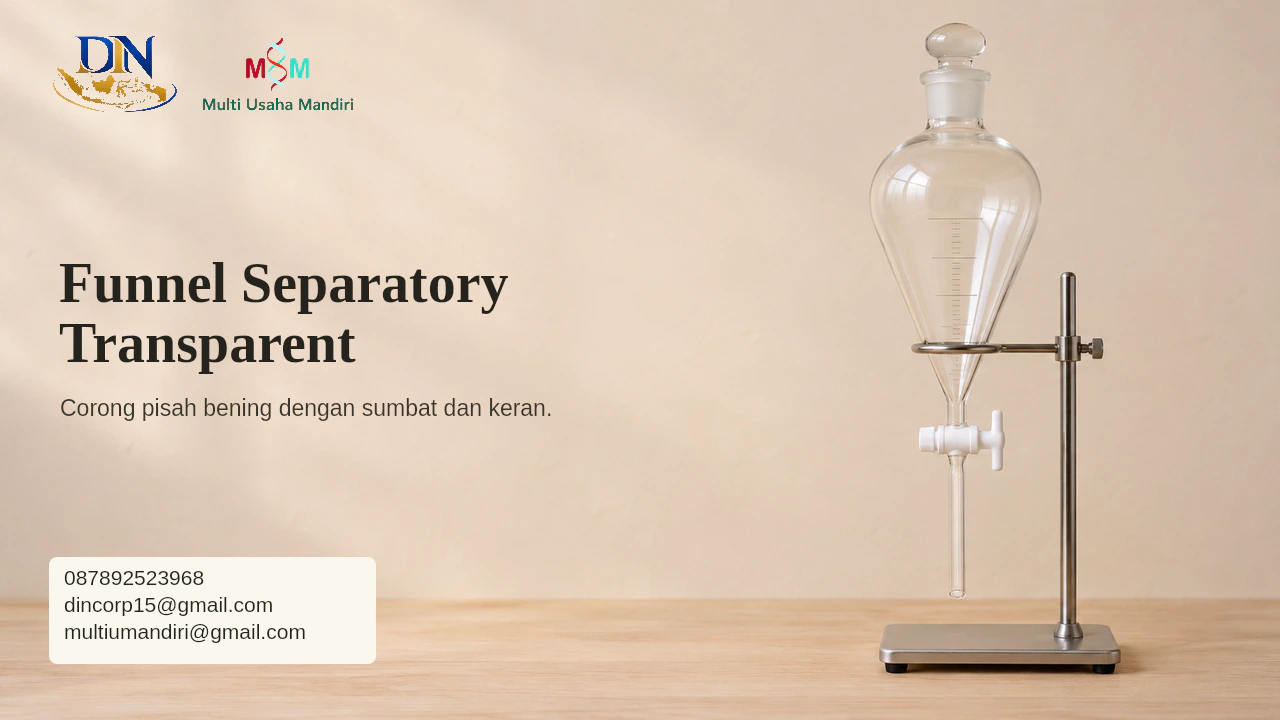 DIN
MSM
Multi Usaha Mandiri
Funnel Separatory
Transparent
Corong pisah bening dengan sumbat dan keran.
087892523968
dincorp15@gmail.com
multiumandiri@gmail.com